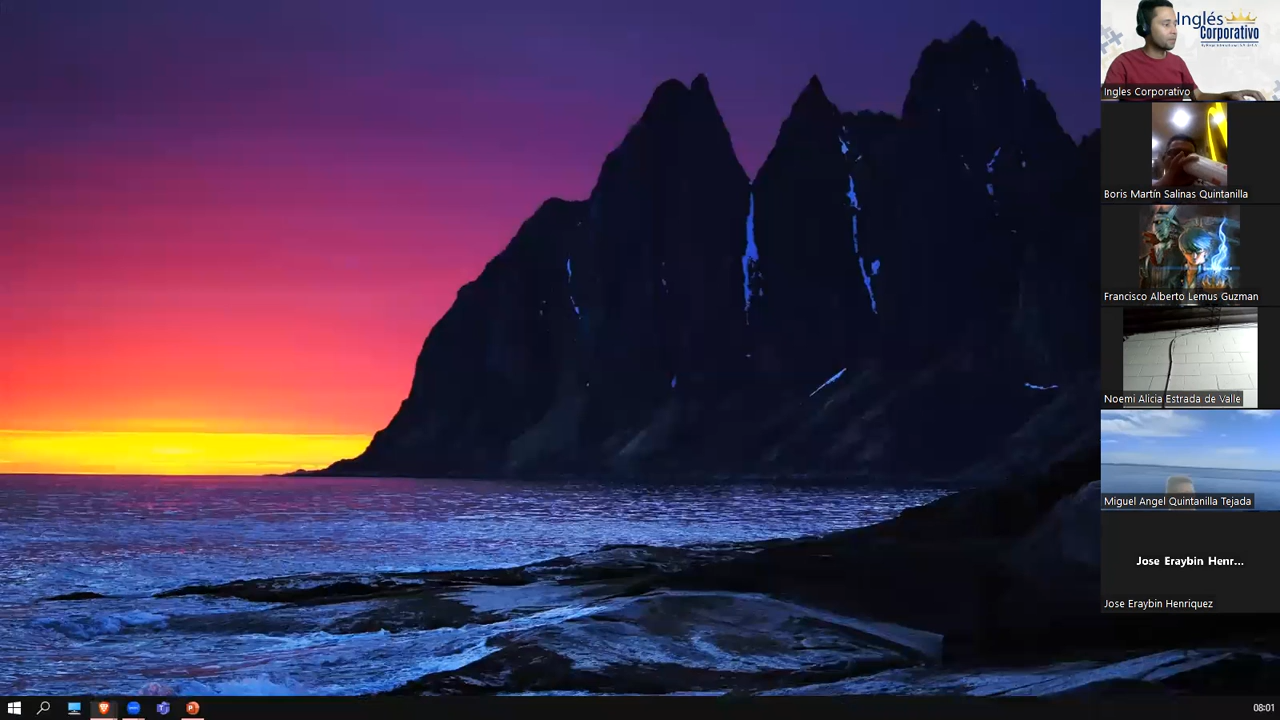 Inglés
Corporativo
Ingles Corporativo
Boris Martín Salinas Quintanilla
Francisco Alberto Lemus Guzman
Noemi Alicia Estrada de Valle
Miguel Angel Quintanilla Tejada
Jose Eraybin Henr...
Jose Eraybin Henriquez
08:01